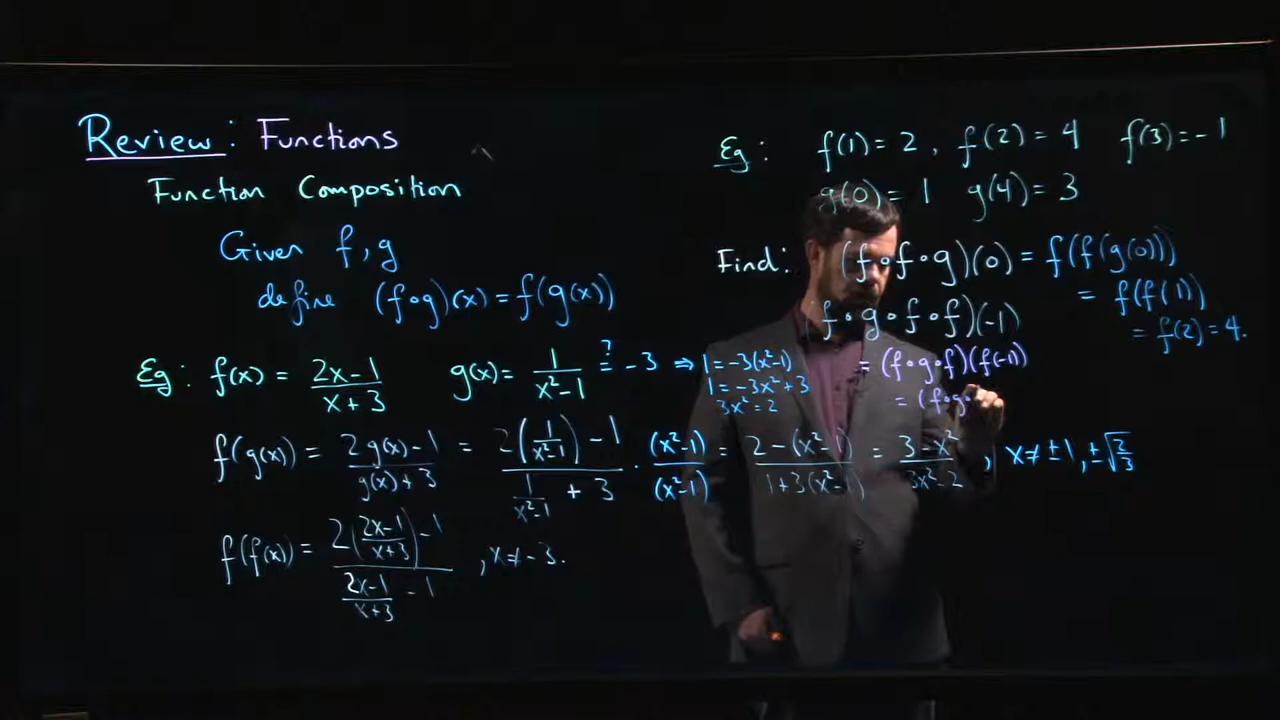 Review: Functions
Function Composition
Given f, g
define (f∘g)(x) = f(g(x))
Eg: f(x) = (2x-1)/(x+3) g(x) = 1/(x²-1) ?= -3 ⇒ 1 = -3(x²-1)
1 = -3x²+3
3x² = 2
f(g(x)) = (2g(x)-1)/(g(x)+3) = (2(1/(x²-1)) - 1)/(1/(x²-1) + 3) · (x²-1)/(x²-1) = (2-(x²-1))/(1+3(x²-1)) = (3-x²)/(3x²-2), x≠±1, ±√(2/3)
f(f(x)) = (2((2x-1)/(x+3)) - 1)/((2x-1)/(x+3) - 1), x≠-3.
Eg: f(1) = 2, f(2) = 4 f(3) = -1
g(0) = 1 g(4) = 3
Find: (f∘f∘g)(0) = f(f(g(0)))
= f(f(1))
= f(2) = 4.
(f∘g∘f∘f)(-1)
= (f∘g∘f)(f(-1))
= (f∘g∘